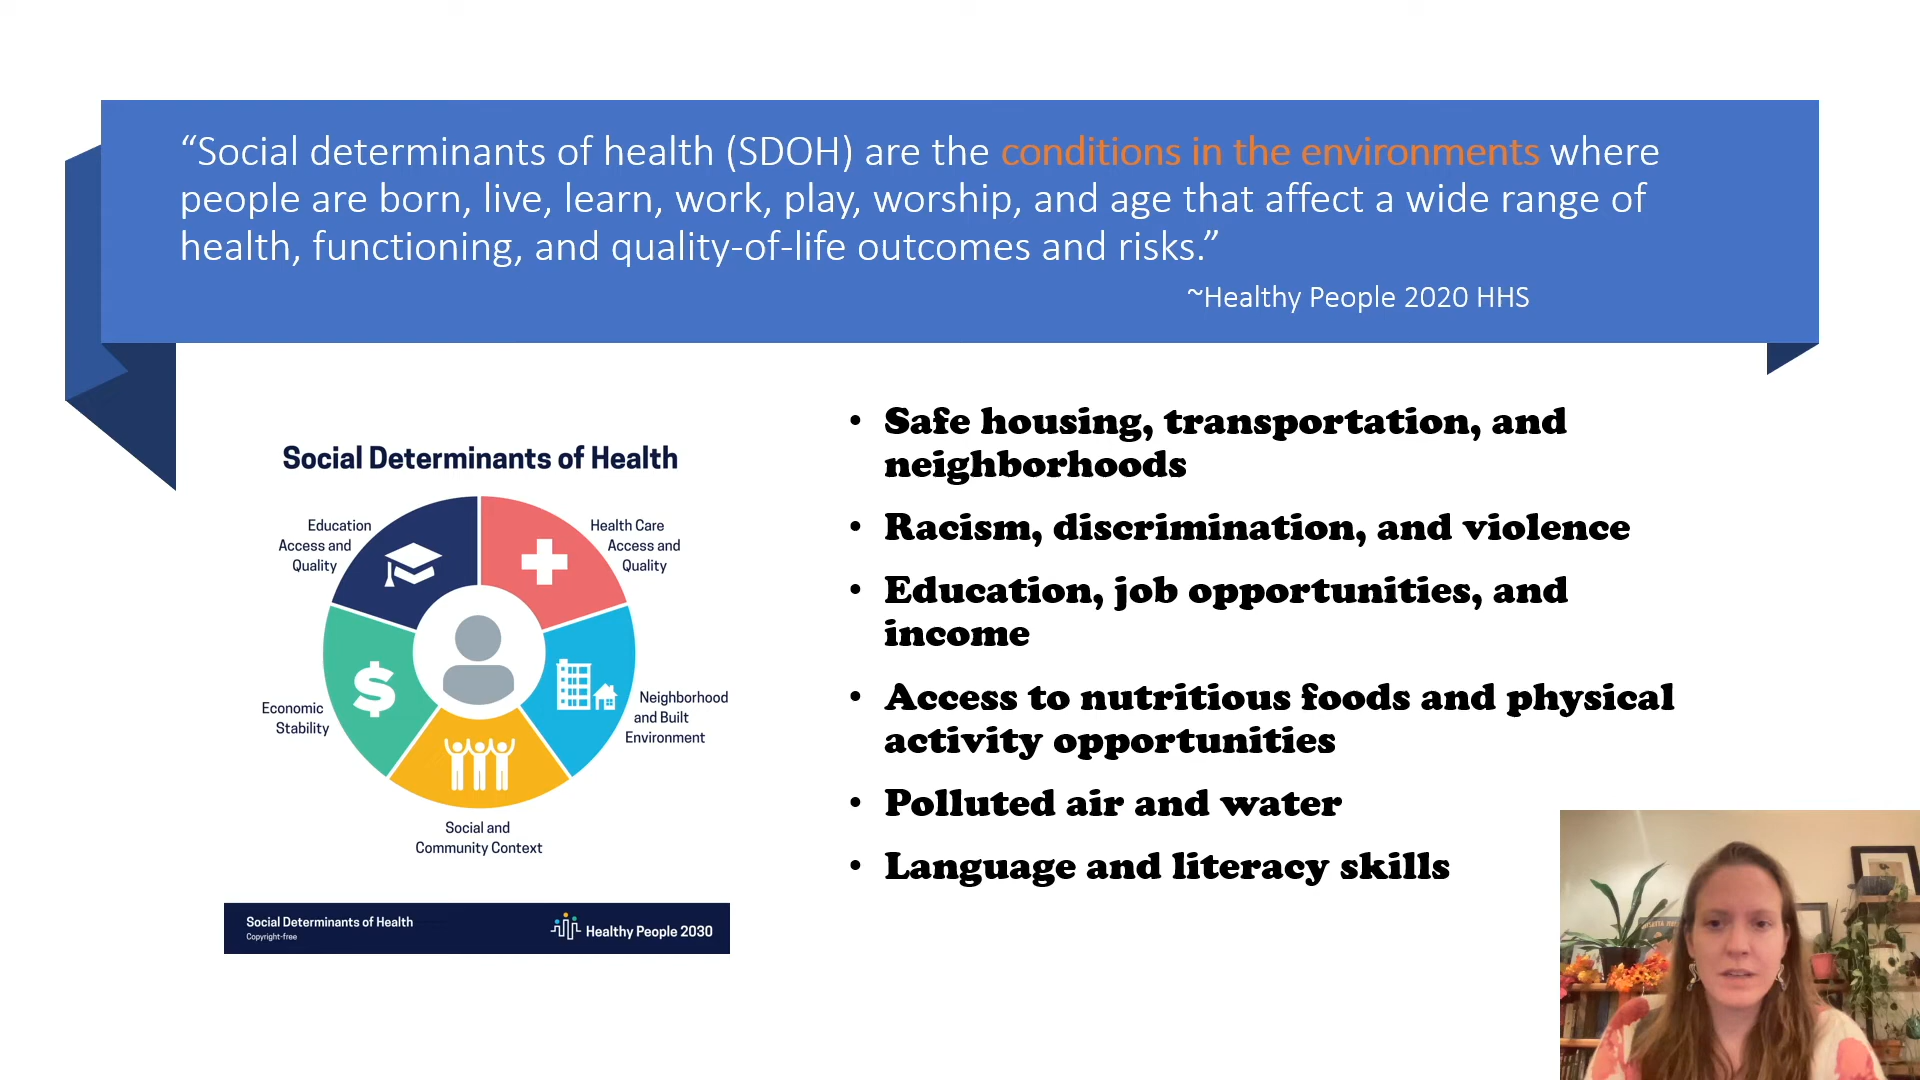 “Social determinants of health (SDOH) are the conditions in the environments where
people are born, live, learn, work, play, worship, and age that affect a wide range of
health, functioning, and quality-of-life outcomes and risks.”
~Healthy People 2020 HHS
Social Determinants of Health
Education
Access and
Quality
Health Care
Access and
Quality
Economic
Stability
Neighborhood
and Built
Environment
Social and
Community Context
Social Determinants of Health
Copyright-free
Healthy People 2030
• Safe housing, transportation, and
neighborhoods
• Racism, discrimination, and violence
• Education, job opportunities, and
income
• Access to nutritious foods and physical
activity opportunities
• Polluted air and water
• Language and literacy skills